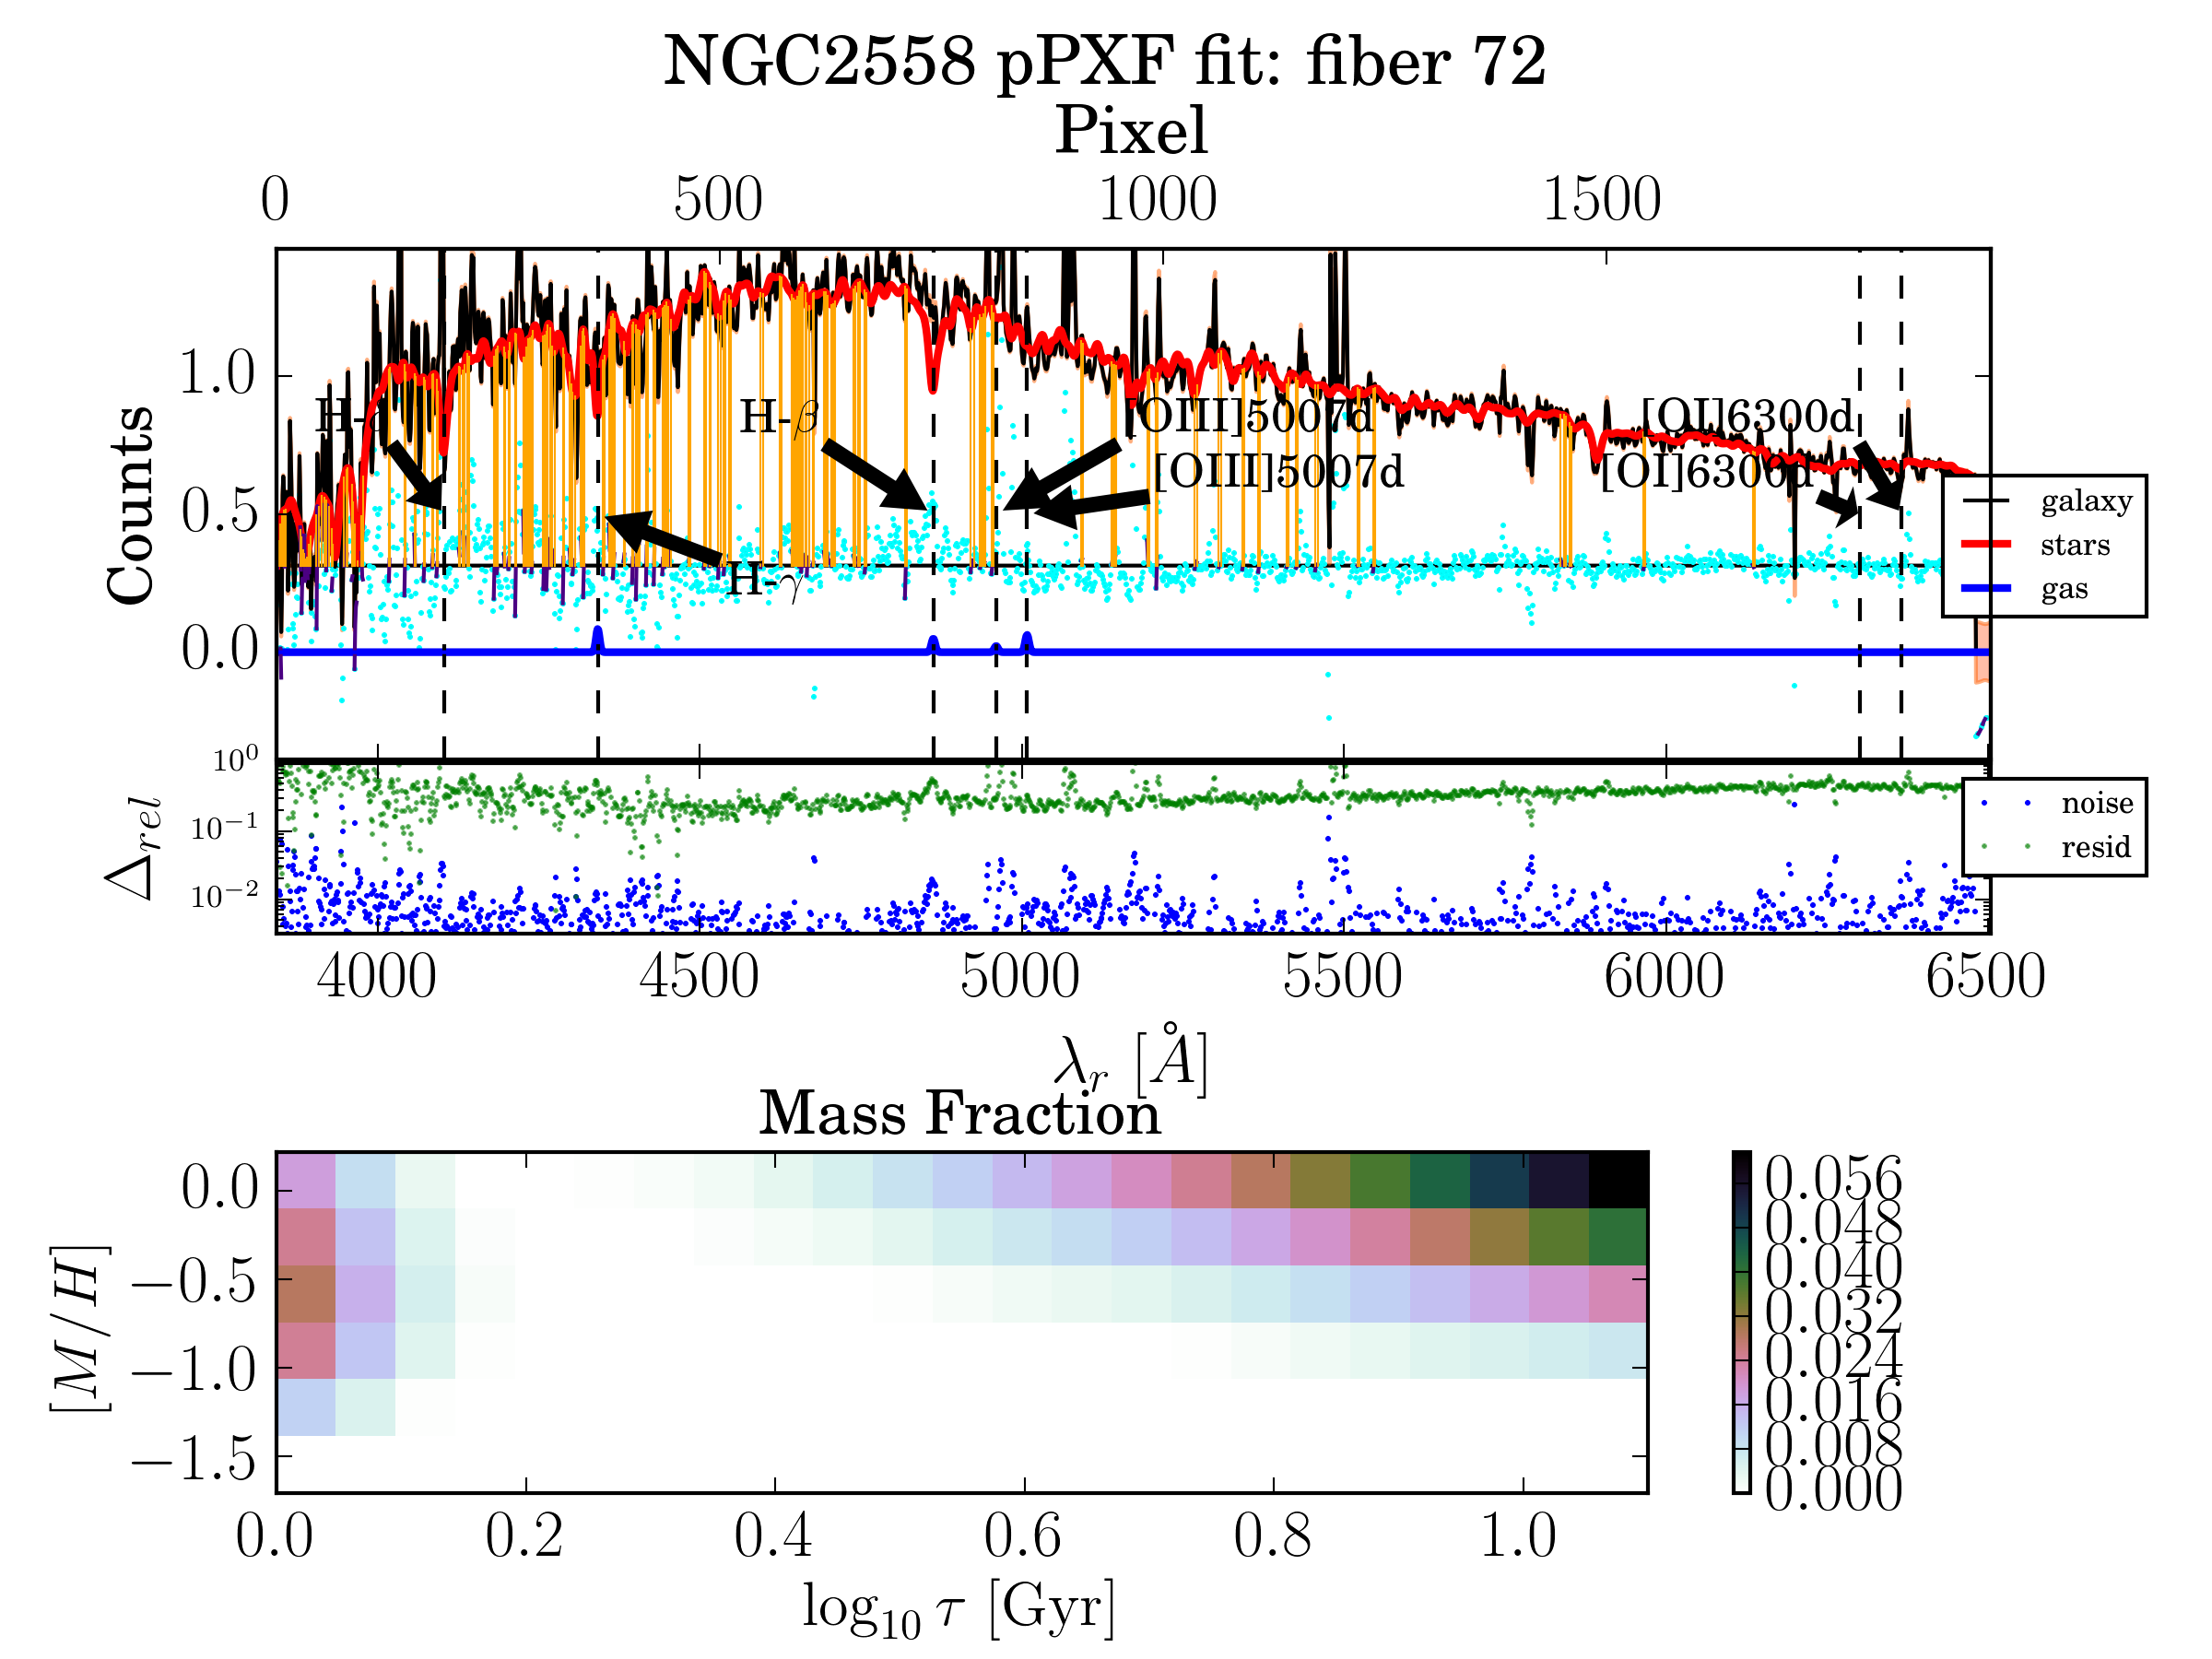 NGC2558 pPXF fit: fiber 72
Pixel
0 500 1000 1500
Counts
1.0
0.5
0.0
H-
H-β
H-γ
[OIII]5007d
[OIII]5007d
[OI]6300d
[OI]6300d
galaxy
stars
gas
Δ_rel
10^0
10^−1
10^−2
noise
resid
4000 4500 5000 5500 6000 6500
λ_r [Å]
Mass Fraction
[M/H]
0.0
−0.5
−1.0
−1.5
0.0 0.2 0.4 0.6 0.8 1.0
log_10 τ [Gyr]
0.056
0.048
0.040
0.032
0.024
0.016
0.008
0.000